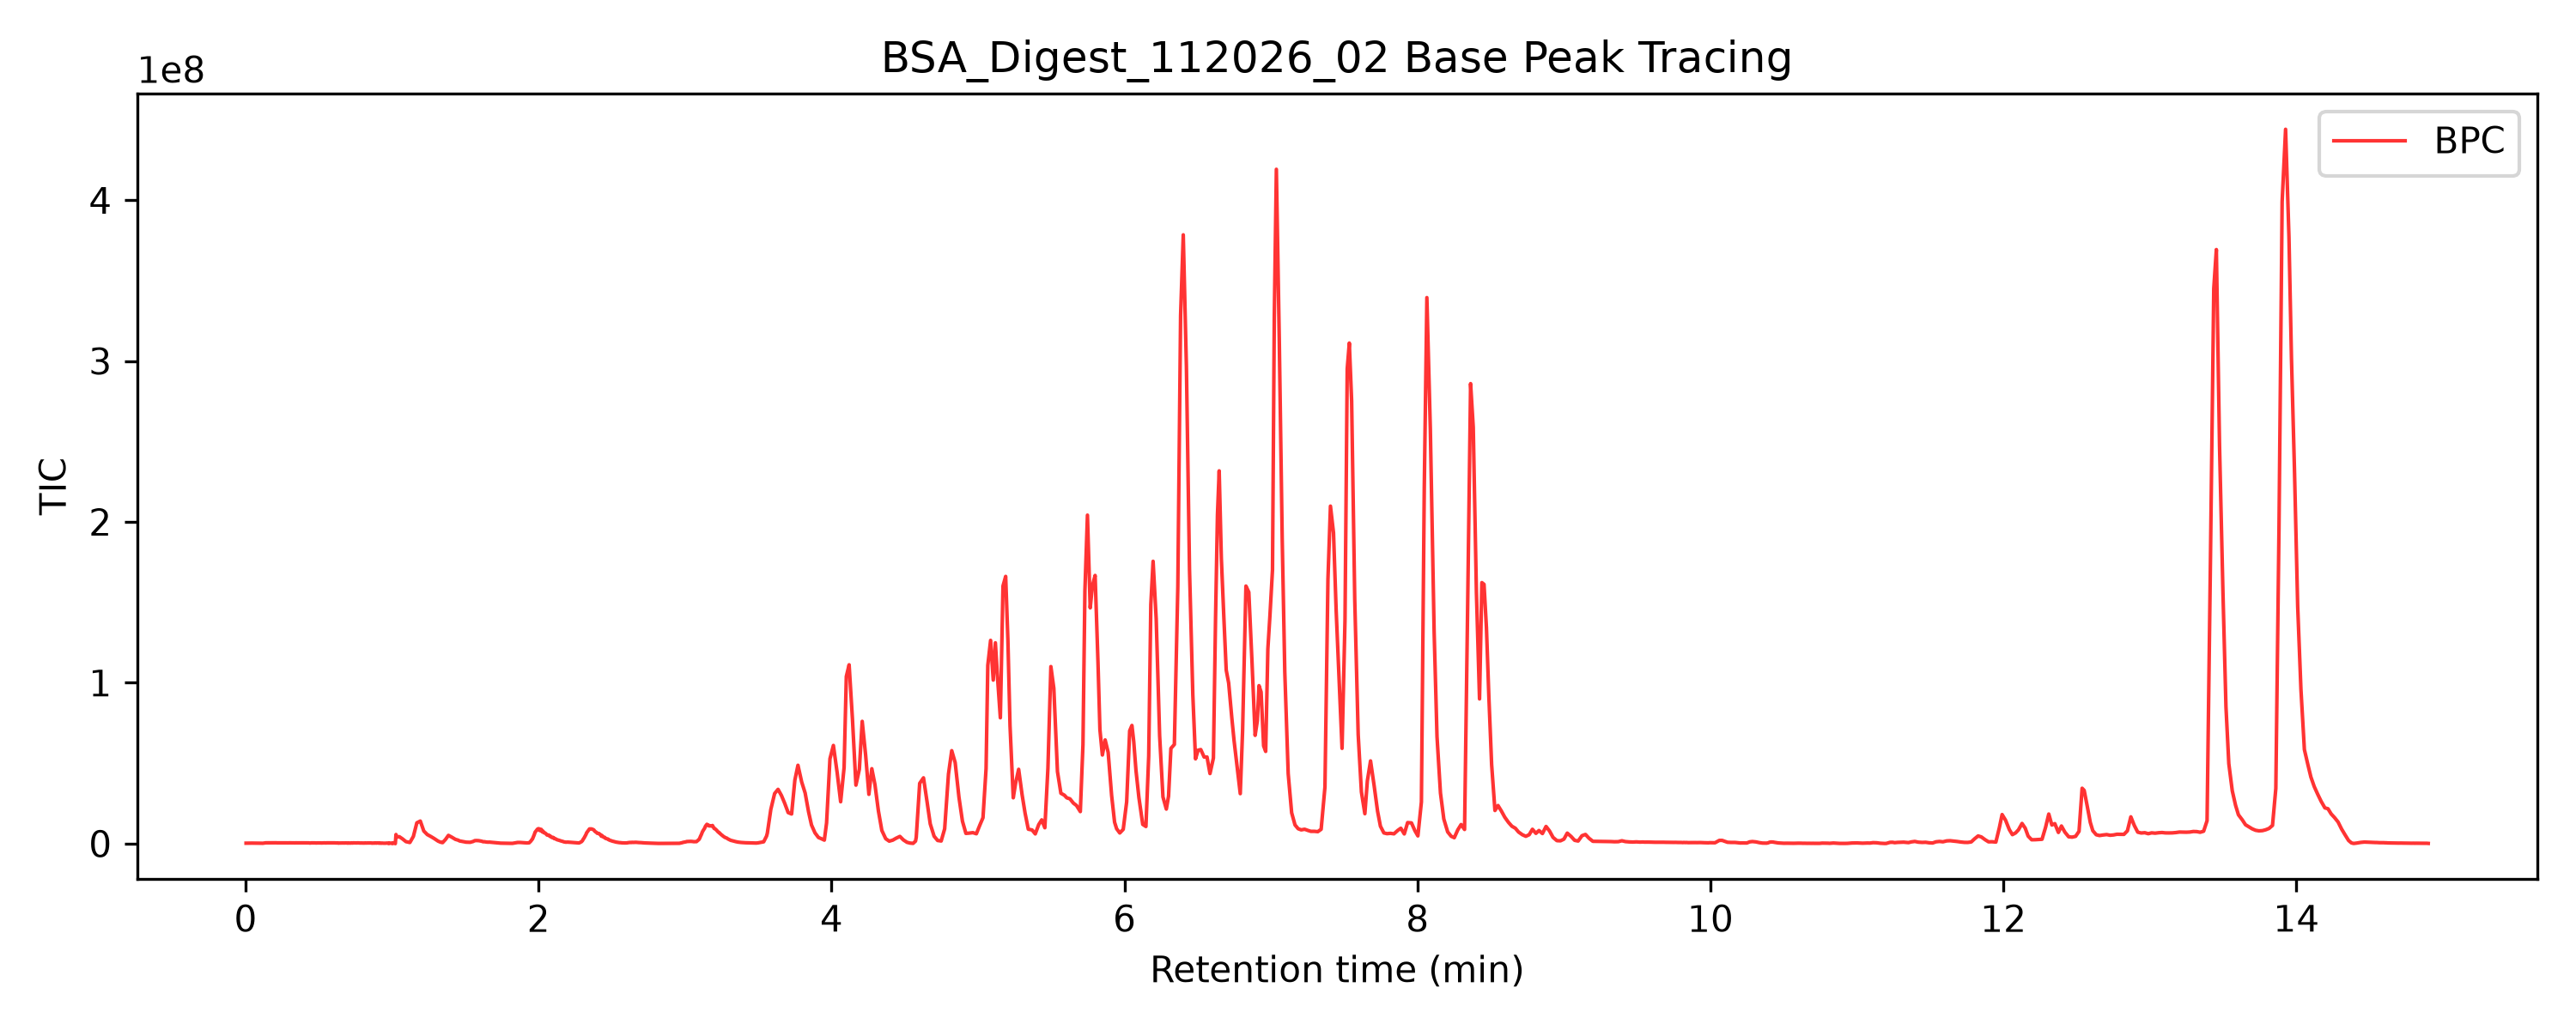 BSA_Digest_112026_02 Base Peak Tracing
1e8
BPC
4
3
2
1
0
TIC
0 2 4 6 8 10 12 14
Retention time (min)